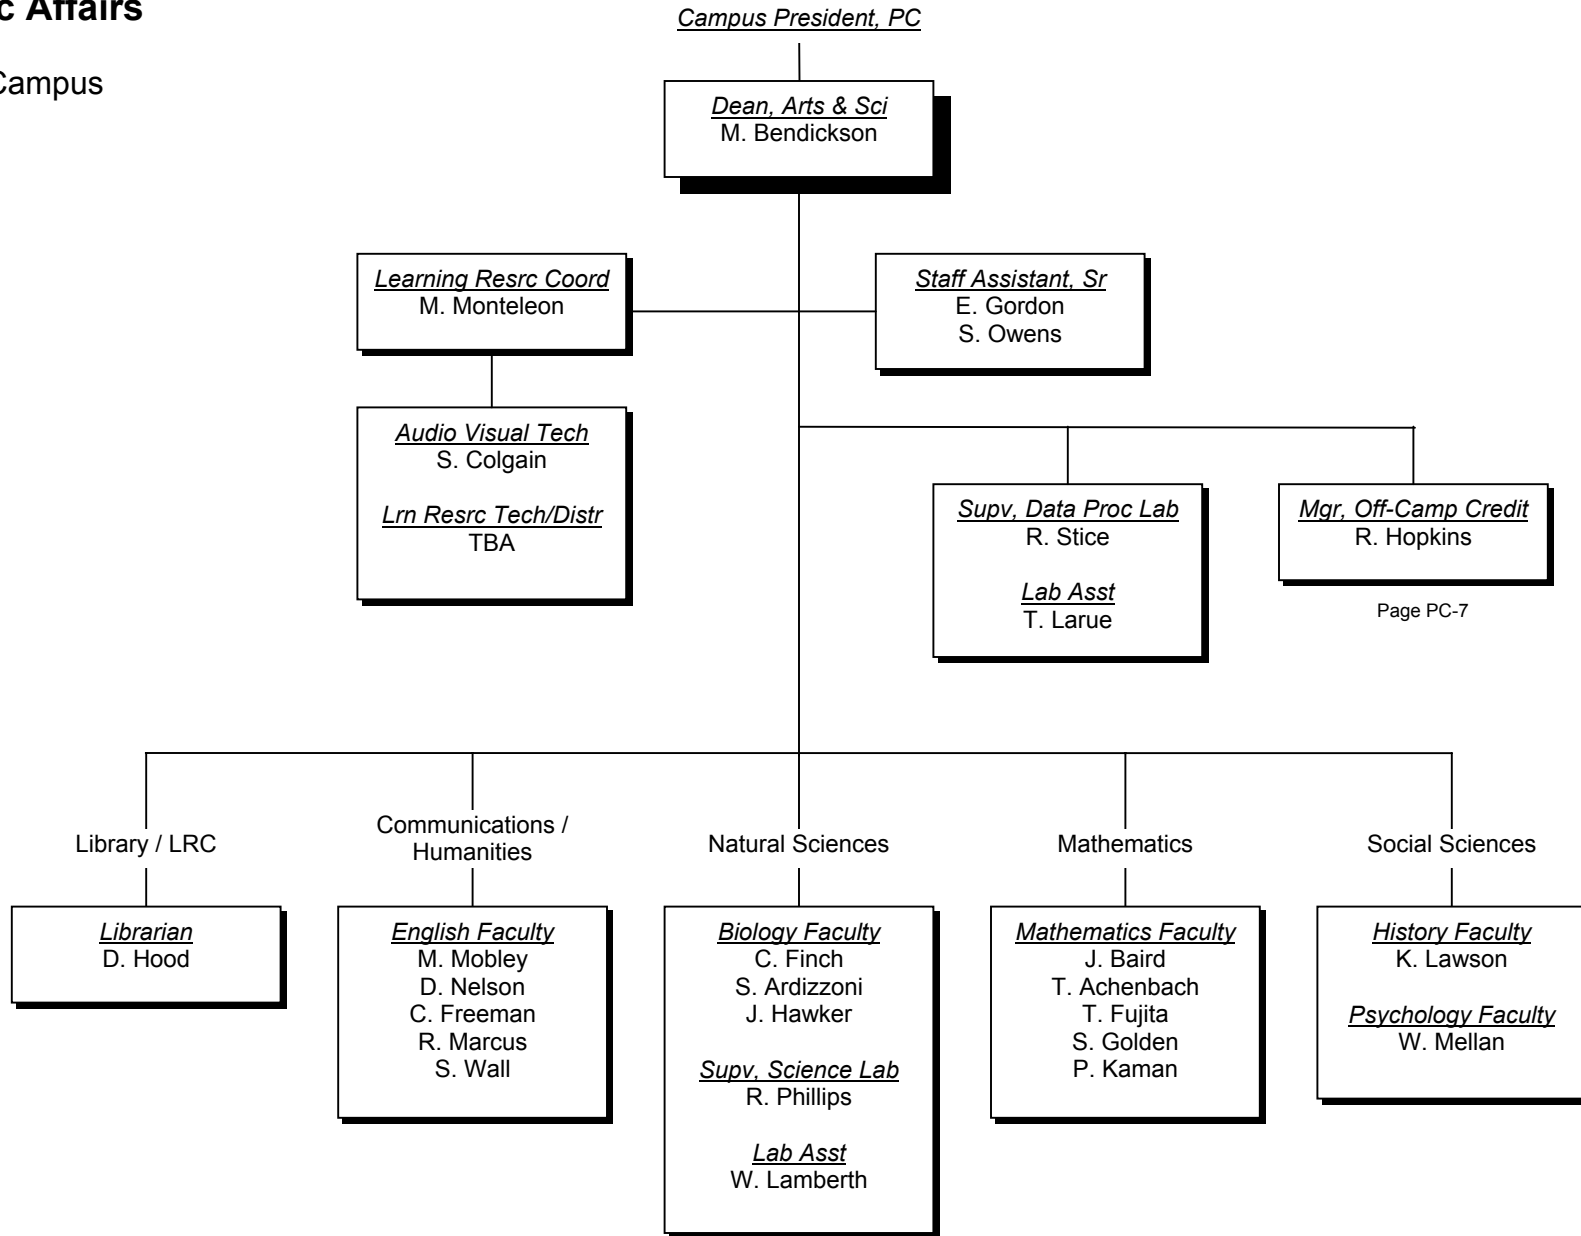 c Affairs
Campus
Campus President, PC
Dean, Arts & Sci
M. Bendickson
Learning Resrc Coord
M. Monteleon
Staff Assistant, Sr
E. Gordon
S. Owens
Audio Visual Tech
S. Colgain
Lrn Resrc Tech/Distr
TBA
Supv, Data Proc Lab
R. Stice
Lab Asst
T. Larue
Mgr, Off-Camp Credit
R. Hopkins
Page PC-7
Library / LRC
Communications /
Humanities
Natural Sciences
Mathematics
Social Sciences
Librarian
D. Hood
English Faculty
M. Mobley
D. Nelson
C. Freeman
R. Marcus
S. Wall
Biology Faculty
C. Finch
S. Ardizzoni
J. Hawker
Supv, Science Lab
R. Phillips
Lab Asst
W. Lamberth
Mathematics Faculty
J. Baird
T. Achenbach
T. Fujita
S. Golden
P. Kaman
History Faculty
K. Lawson
Psychology Faculty
W. Mellan